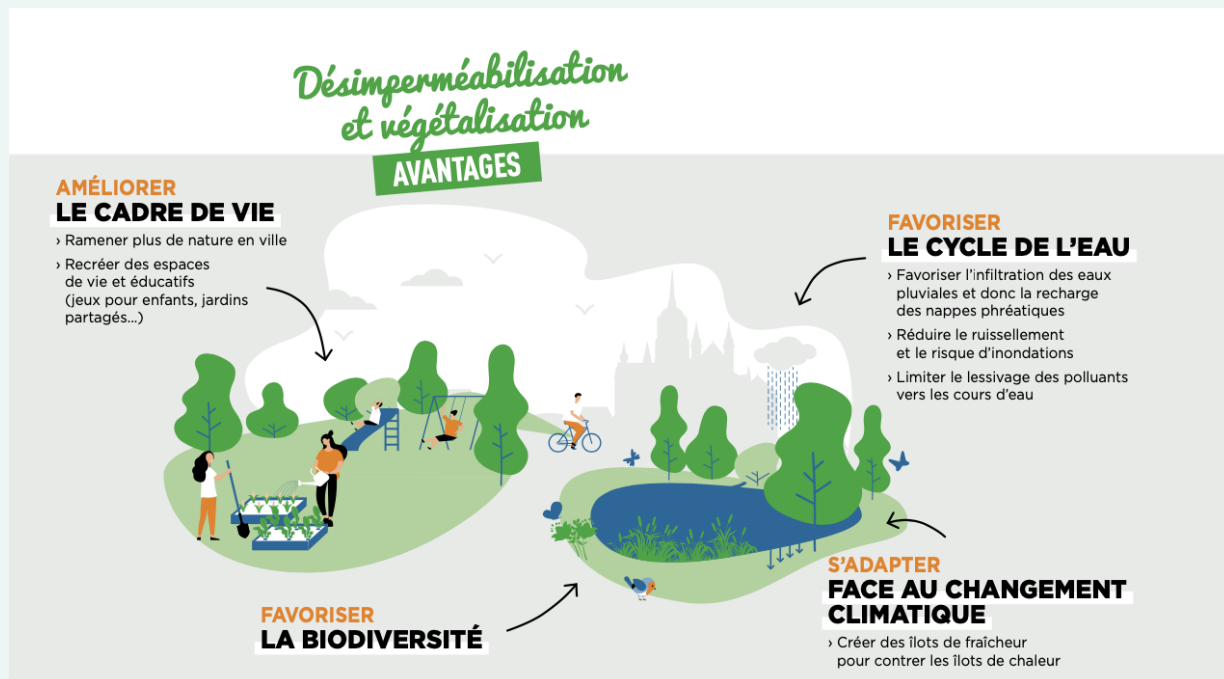 Désimperméabilisation
et végétalisation
AVANTAGES
AMÉLIORER
LE CADRE DE VIE
› Ramener plus de nature en ville
› Recréer des espaces
de vie et éducatifs
(jeux pour enfants, jardins
partagés...)
FAVORISER
LE CYCLE DE L'EAU
› Favoriser l'infiltration des eaux
pluviales et donc la recharge
des nappes phréatiques
› Réduire le ruissellement
et le risque d'inondations
› Limiter le lessivage des polluants
vers les cours d'eau
FAVORISER
LA BIODIVERSITÉ
S'ADAPTER
FACE AU CHANGEMENT
CLIMATIQUE
› Créer des îlots de fraîcheur
pour contrer les îlots de chaleur